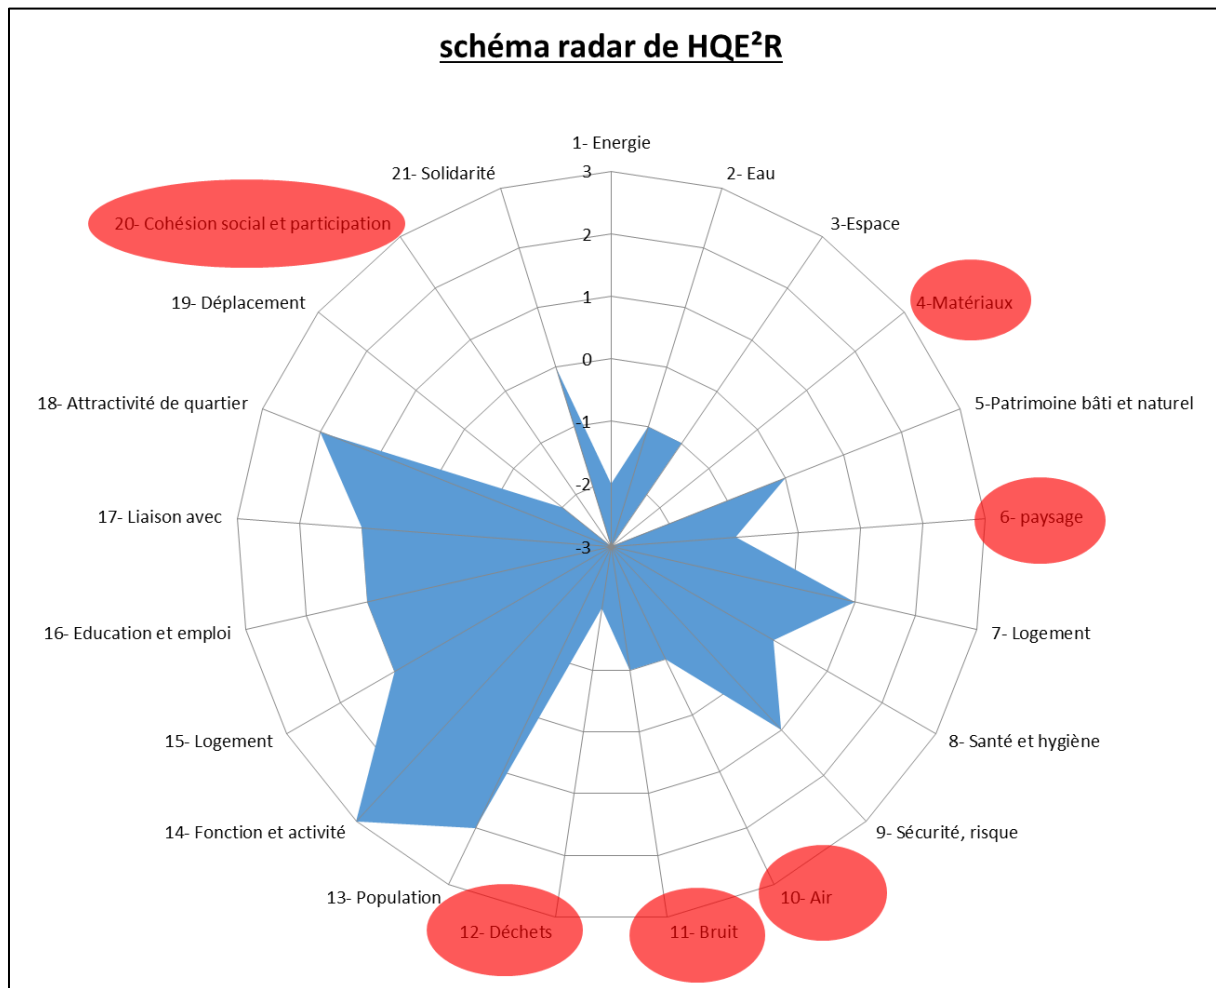 schéma radar de HQE²R
1- Energie
2- Eau
3-Espace
4-Matériaux
5-Patrimoine bâti et naturel
6- paysage
7- Logement
8- Santé et hygiène
9- Sécurité, risque
10- Air
11- Bruit
12- Déchets
13- Population
14- Fonction et activité
15- Logement
16- Education et emploi
17- Liaison avec
18- Attractivité de quartier
19- Déplacement
20- Cohésion social et participation
21- Solidarité
3
2
1
0
-1
-2
-3